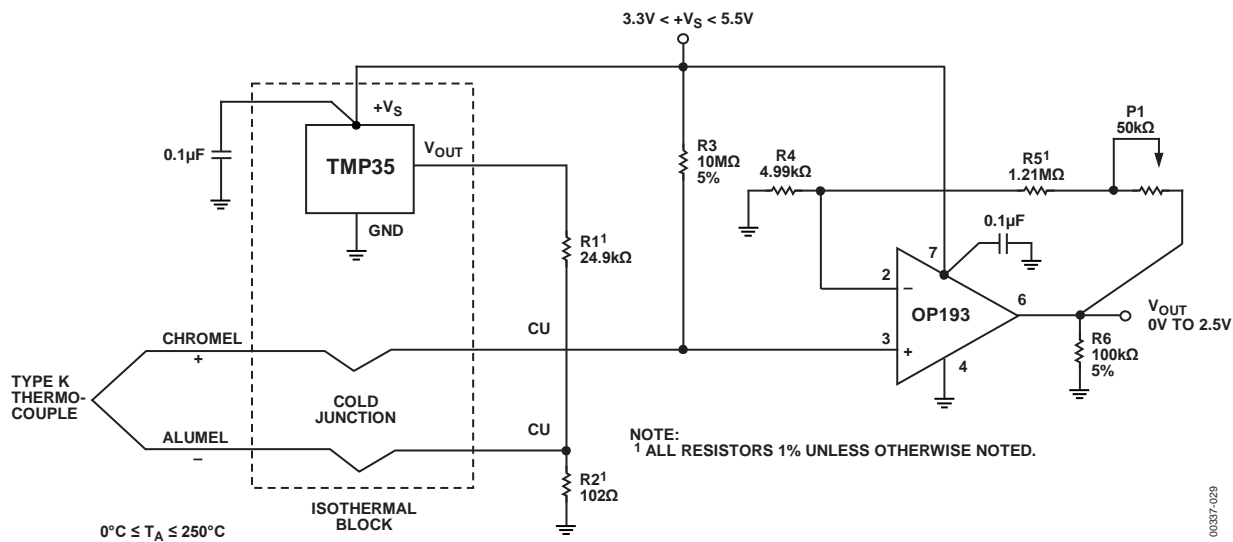 3.3V < +VS < 5.5V
P1
50kΩ
+VS
0.1µF
TMP35
VOUT
R3
10MΩ
5%
R4
4.99kΩ
R5¹
1.21MΩ
GND
R1¹
24.9kΩ
0.1µF
7
2
–
OP193
6
VOUT
0V TO 2.5V
3
+
4
R6
100kΩ
5%
CHROMEL
+
CU
TYPE K
THERMO-
COUPLE
COLD
JUNCTION
ALUMEL
–
CU
NOTE:
¹ ALL RESISTORS 1% UNLESS OTHERWISE NOTED.
R2¹
102Ω
ISOTHERMAL
BLOCK
0°C ≤ TA ≤ 250°C
00337-029